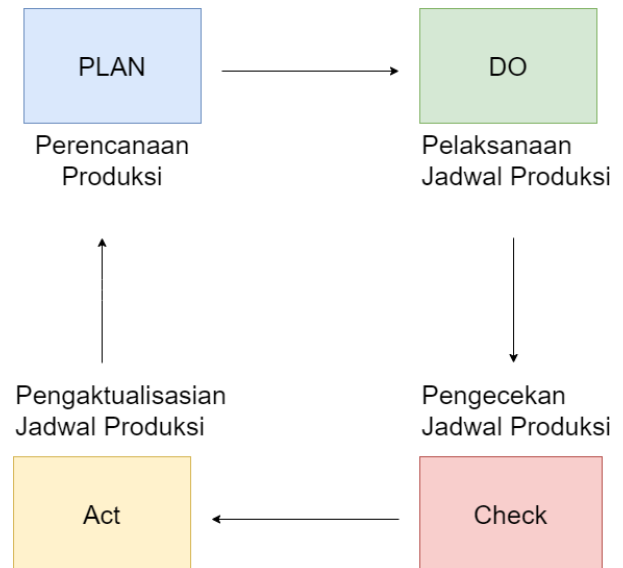 PLAN
DO
Perencanaan
Produksi
Pelaksanaan
Jadwal Produksi
Pengaktualisasian
Jadwal Produksi
Pengecekan
Jadwal Produksi
Act
Check